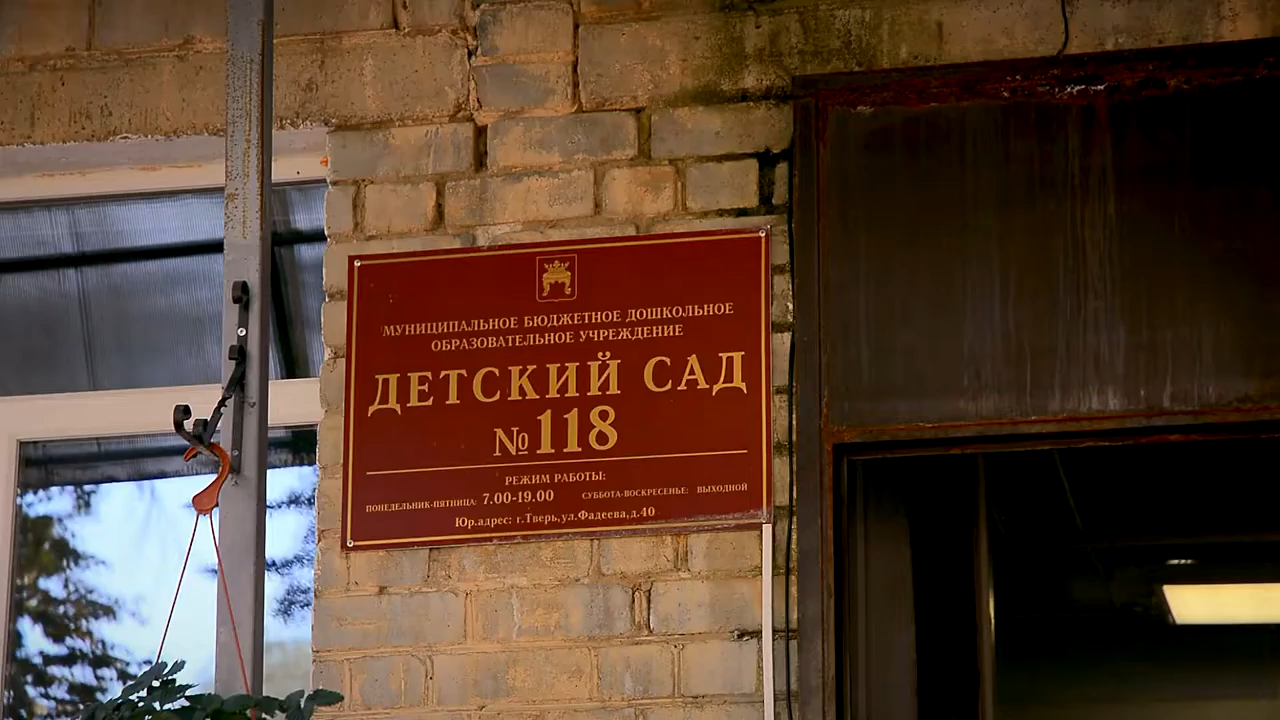 МУНИЦИПАЛЬНОЕ БЮДЖЕТНОЕ ДОШКОЛЬНОЕ
ОБРАЗОВАТЕЛЬНОЕ УЧРЕЖДЕНИЕ
ДЕТСКИЙ САД
№118
РЕЖИМ РАБОТЫ:
ПОНЕДЕЛЬНИК-ПЯТНИЦА: 7.00-19.00 СУББОТА-ВОСКРЕСЕНЬЕ: ВЫХОДНОЙ
Юр.адрес: г.Тверь,ул.Фадеева,д.40